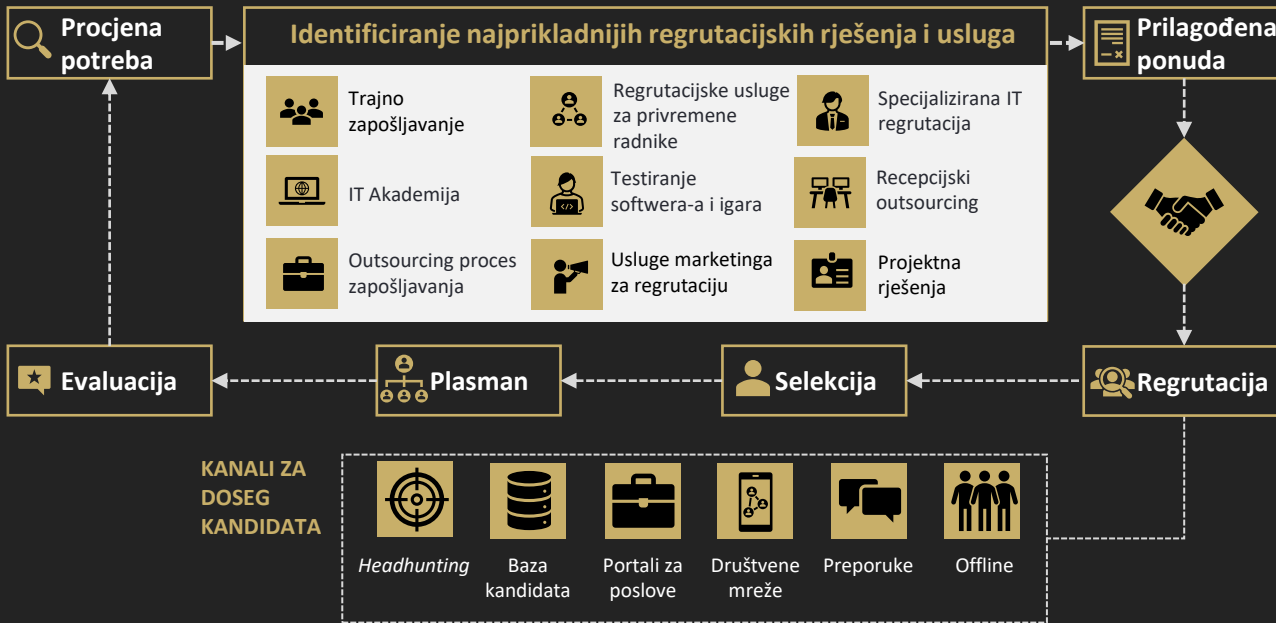 Procjena
potreba
Identificiranje najprikladnijih regrutacijskih rješenja i usluga
Prilagođena
ponuda
Trajno
zapošljavanje
Regrutacijske usluge
za privremene
radnike
Specijalizirana IT
regrutacija
IT Akademija
Testiranje
softwera-a i igara
Recepcijski
outsourcing
Outsourcing proces
zapošljavanja
Usluge marketinga
za regrutaciju
Projektna
rješenja
Evaluacija
Plasman
Selekcija
Regrutacija
KANALI ZA
DOSEG
KANDIDATA
Headhunting
Baza
kandidata
Portali za
poslove
Društvene
mreže
Preporuke
Offline